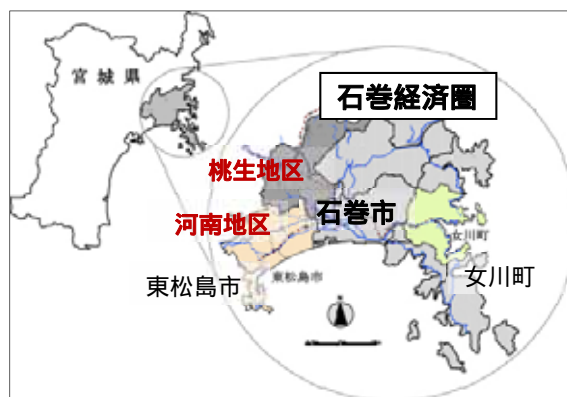 宮城県
石巻経済圏
桃生地区
石巻市
河南地区
女川町
東松島市
東松島市
女川町